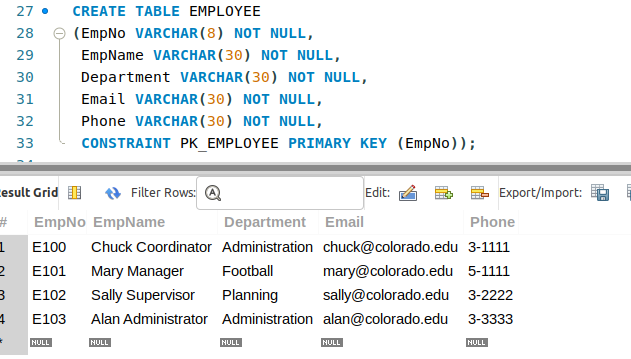 27 CREATE TABLE EMPLOYEE
28 (EmpNo VARCHAR(8) NOT NULL,
29 EmpName VARCHAR(30) NOT NULL,
30 Department VARCHAR(30) NOT NULL,
31 Email VARCHAR(30) NOT NULL,
32 Phone VARCHAR(30) NOT NULL,
33 CONSTRAINT PK_EMPLOYEE PRIMARY KEY (EmpNo));
esult Grid Filter Rows: Edit: Export/Import:
# EmpNo EmpName Department Email Phone
1 E100 Chuck Coordinator Administration chuck@colorado.edu 3-1111
2 E101 Mary Manager Football mary@colorado.edu 5-1111
3 E102 Sally Supervisor Planning sally@colorado.edu 3-2222
4 E103 Alan Administrator Administration alan@colorado.edu 3-3333
* NULL NULL NULL NULL NULL